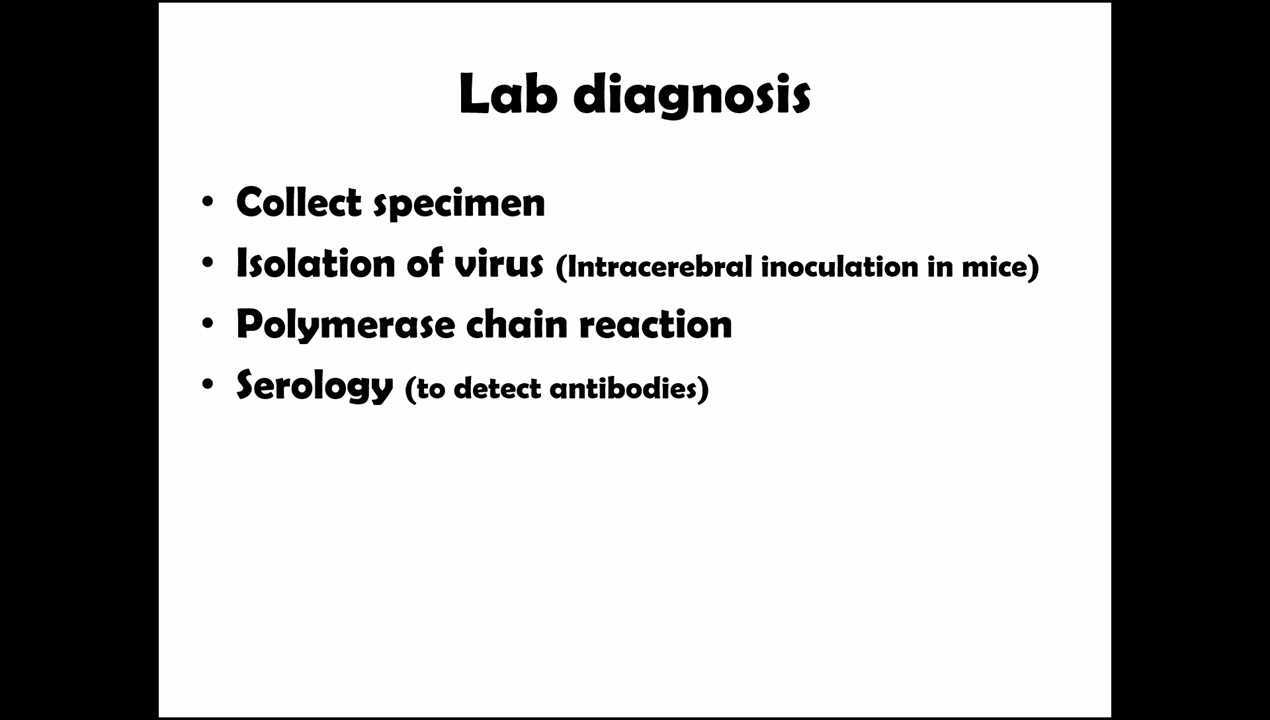 Lab diagnosis
• Collect specimen
• Isolation of virus (Intracerebral inoculation in mice)
• Polymerase chain reaction
• Serology (to detect antibodies)